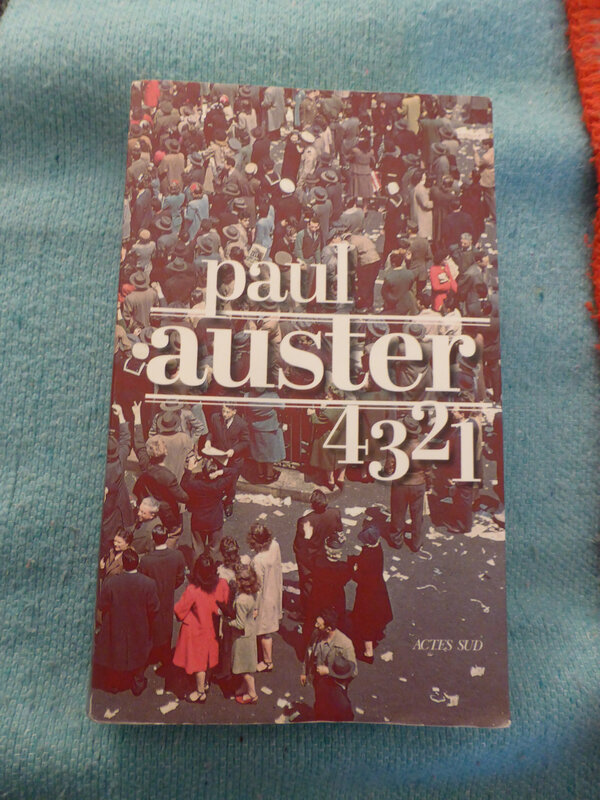 paul
auster
4321
ACTES SUD